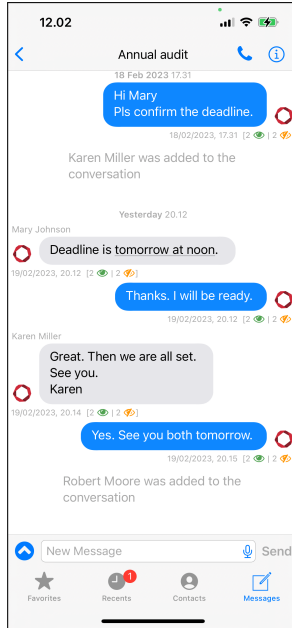 12.02
Annual audit
18 Feb 2023 17.31
Hi Mary
Pls confirm the deadline.
18/02/2023, 17.31 [2 | 2 ]
Karen Miller was added to the
conversation
Yesterday 20.12
Mary Johnson
Deadline is tomorrow at noon.
19/02/2023, 20.12 [2 | 2 ]
Thanks. I will be ready.
19/02/2023, 20.12 [2 | 2 ]
Karen Miller
Great. Then we are all set.
See you.
Karen
19/02/2023, 20.14 [2 | 2 ]
Yes. See you both tomorrow.
19/02/2023, 20.15 [2 | 2 ]
Robert Moore was added to the
conversation
New Message
Send
1
Favorites
Recents
Contacts
Messages